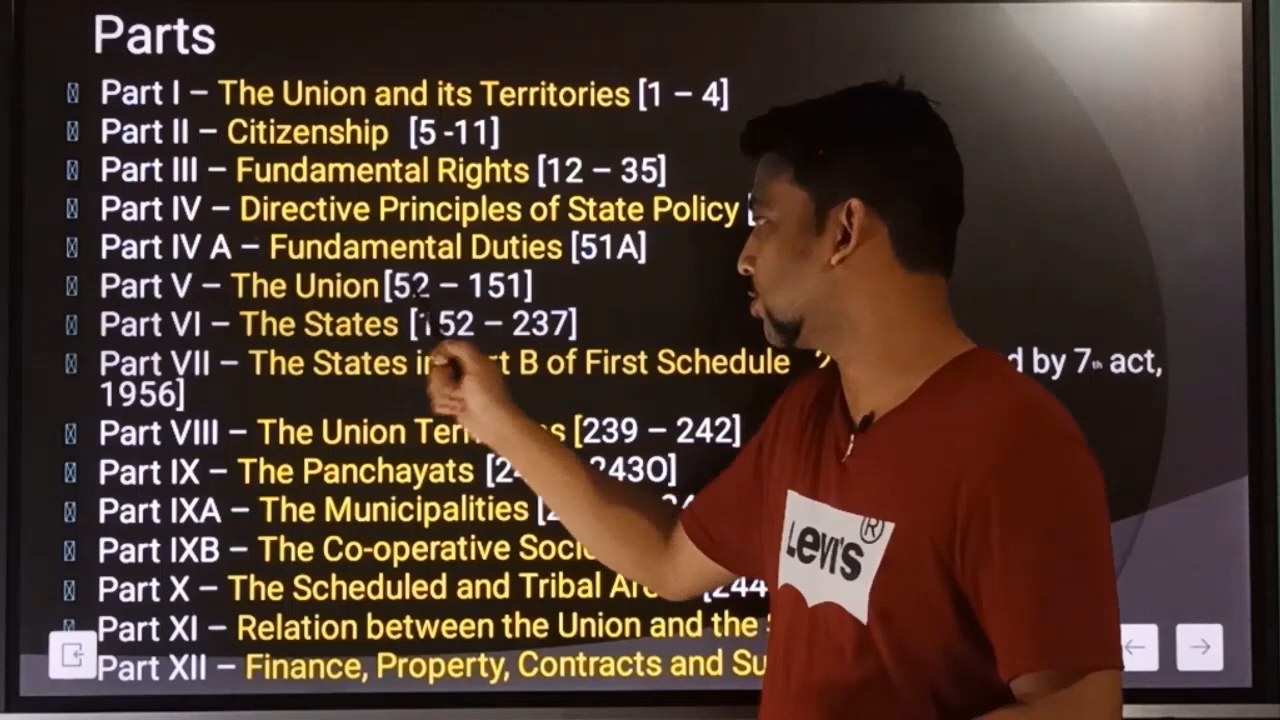 Parts
Part I – The Union and its Territories [1 – 4]
Part II – Citizenship [5 -11]
Part III – Fundamental Rights [12 – 35]
Part IV – Directive Principles of State Policy [
Part IV A – Fundamental Duties [51A]
Part V – The Union [52 – 151]
Part VI – The States [152 – 237]
Part VII – The States in B of First Schedule by 7th act,
1956]
Part VIII – The Union [239 – 242]
Part IX – The Panchayats 243O]
Part IXA – The Municipalities
Part IXB – The Co-operative
Part X – The Scheduled and Tribal [244
Part XI – Relation between the Union and the
Part XII – Finance, Property, Contracts and
Levi's ®